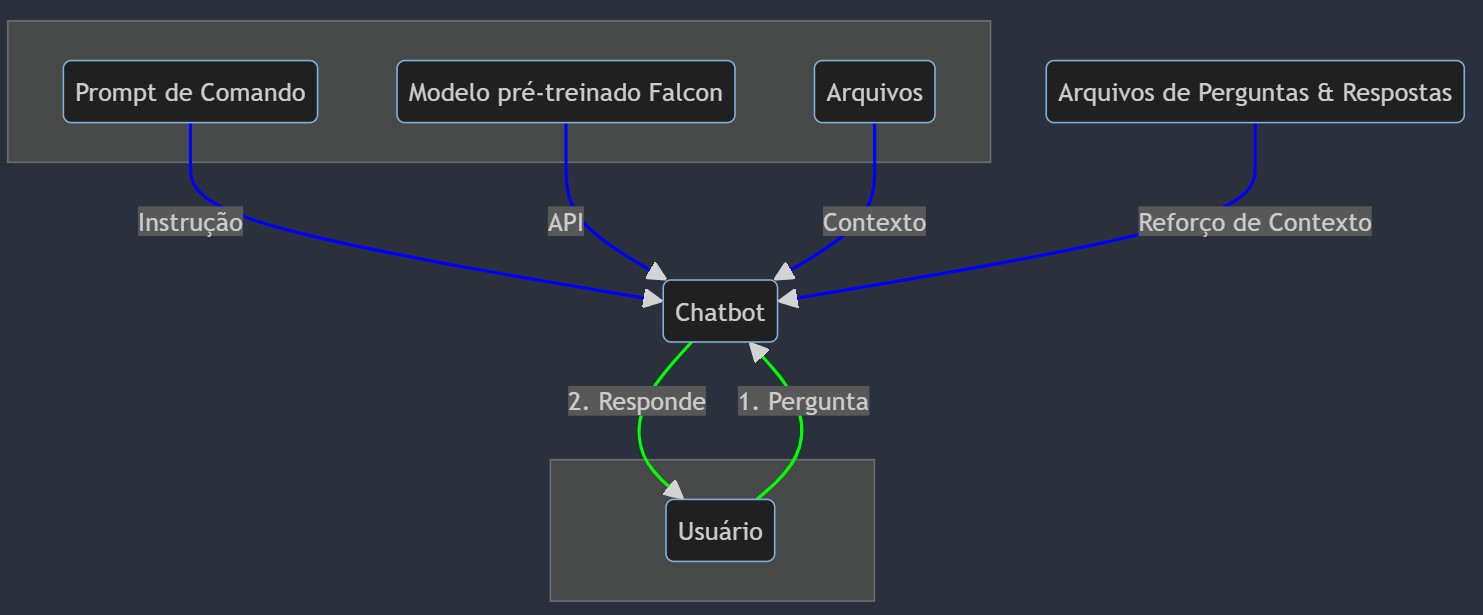 Prompt de Comando
Modelo pré-treinado Falcon
Arquivos
Arquivos de Perguntas & Respostas
Instrução
API
Contexto
Reforço de Contexto
Chatbot
2. Responde
1. Pergunta
Usuário